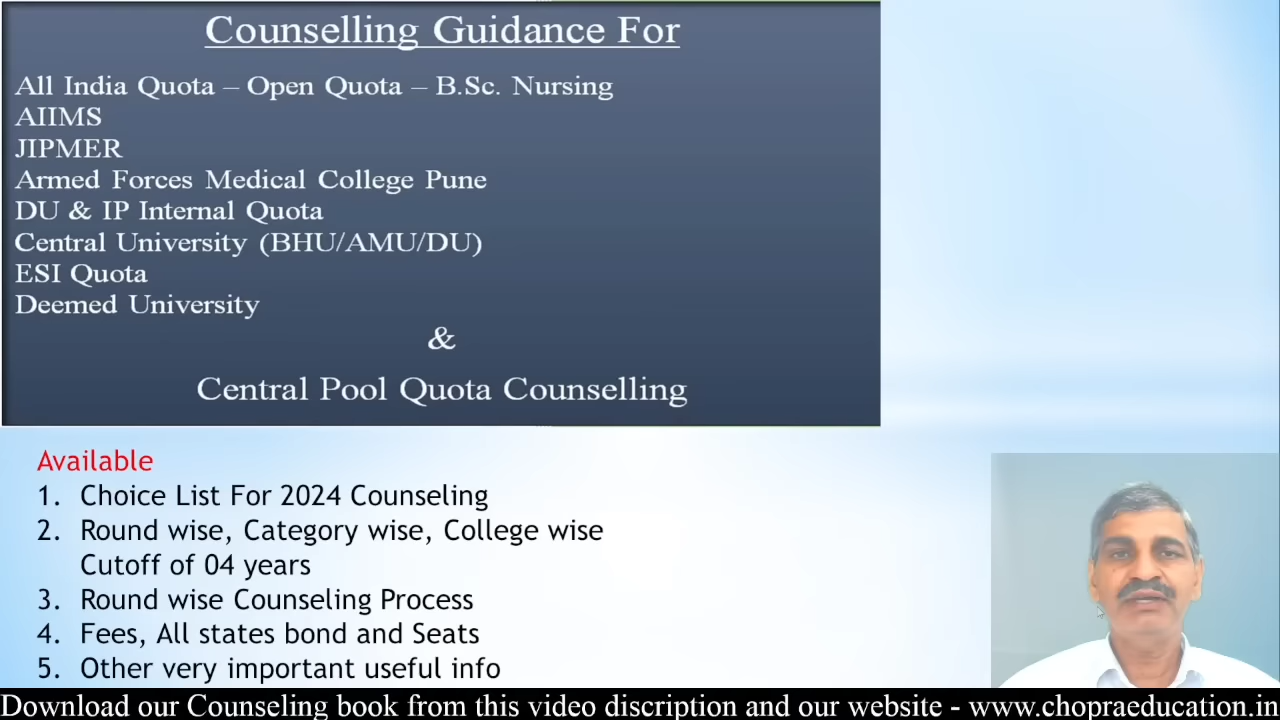 Counselling Guidance For
All India Quota – Open Quota – B.Sc. Nursing
AIIMS
JIPMER
Armed Forces Medical College Pune
DU & IP Internal Quota
Central University (BHU/AMU/DU)
ESI Quota
Deemed University
&
Central Pool Quota Counselling
Available
1. Choice List For 2024 Counseling
2. Round wise, Category wise, College wise
Cutoff of 04 years
3. Round wise Counseling Process
4. Fees, All states bond and Seats
5. Other very important useful info
Download our Counseling book from this video discription and our website - www.chopraeducation.in